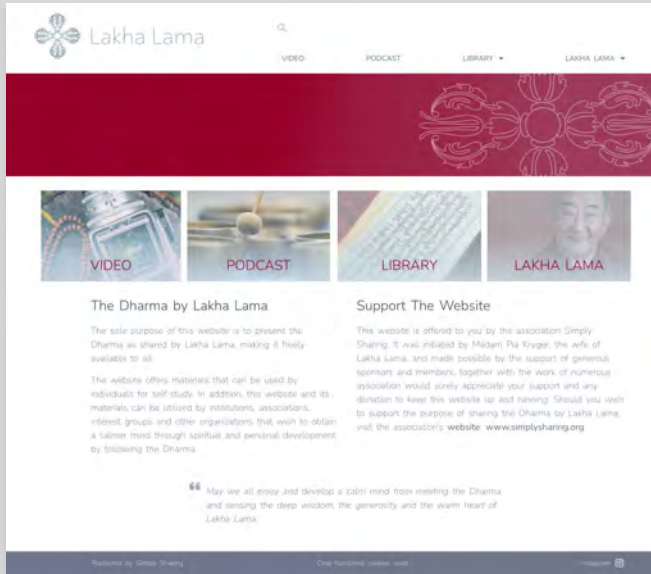 Lakha Lama
VIDEO
PODCAST
LIBRARY
LAKHA LAMA
VIDEO
PODCAST
LIBRARY
LAKHA LAMA
The Dharma by Lakha Lama
The sole purpose of this website is to present the
Dharma as shared by Lakha Lama, making it freely
available to all.
The website offers materials that can be used by
individuals for self-study. In addition, this website and its
materials can be utilized by institutions, associations,
interest groups and other organizations that wish to obtain
a calmer mind through spiritual and personal development
by following the Dharma.
Support The Website
This website is offered to you by the association Simply
Sharing. It was initiated by Madam Pia Kryger, the wife of
Lakha Lama, and made possible by the support of generous
sponsors and members, together with the work of numerous
association would surely appreciate your support and any
donation to keep this website up and running. Should you wish
to support the purpose of sharing the Dharma by Lakha Lama,
visit the association's website: www.simplysharing.org
“ May we all enjoy and develop a calm mind from meeting the Dharma
and sensing the deep wisdom, the generosity and the warm heart of
Lakha Lama.
by Simply Sharing
Only functional cookies used
Instagram